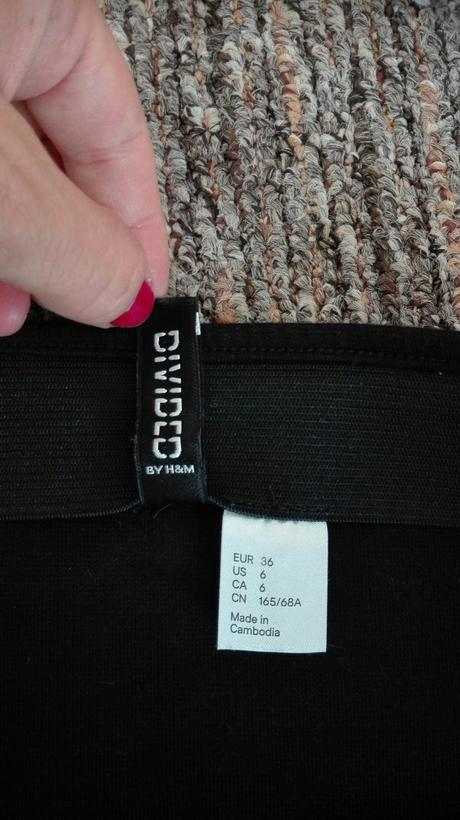 DIVIDED
BY H&M
EUR 36
US 6
CA 6
CN 165/68A
Made in
Cambodia